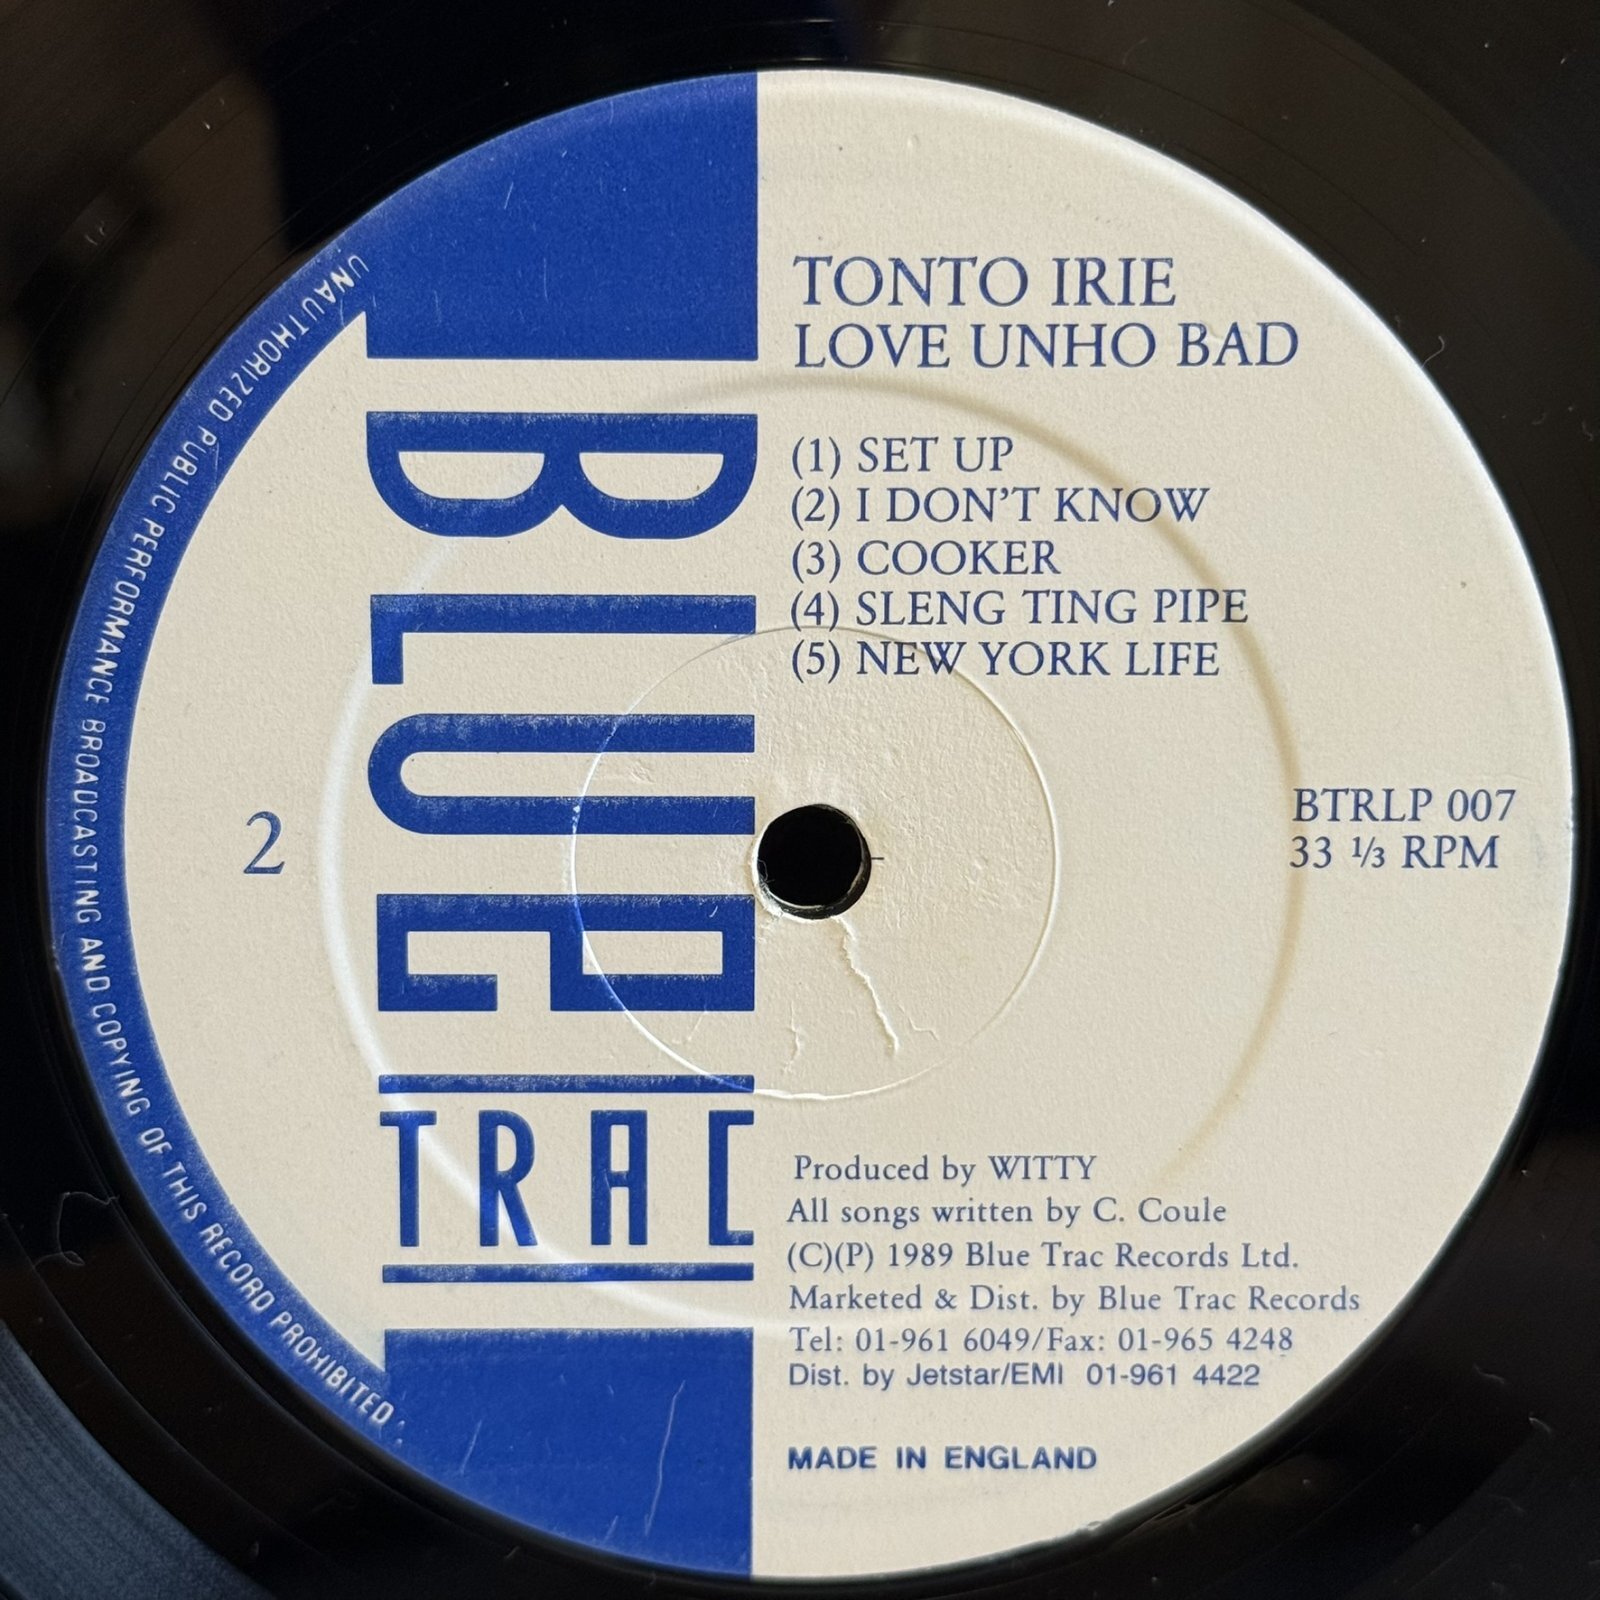 TONTO IRIE
LOVE UNHO BAD
(1) SET UP
(2) I DON'T KNOW
(3) COOKER
(4) SLENG TING PIPE
(5) NEW YORK LIFE
2
BTRLP 007
33 ⅓ RPM
BLUE
TRAC
Produced by WITTY
All songs written by C. Coule
(C)(P) 1989 Blue Trac Records Ltd.
Marketed & Dist. by Blue Trac Records
Tel: 01-961 6049/Fax: 01-965 4248
Dist. by Jetstar/EMI 01-961 4422
MADE IN ENGLAND
UNAUTHORIZED PUBLIC PERFORMANCE BROADCASTING AND COPYING OF THIS RECORD PROHIBITED.